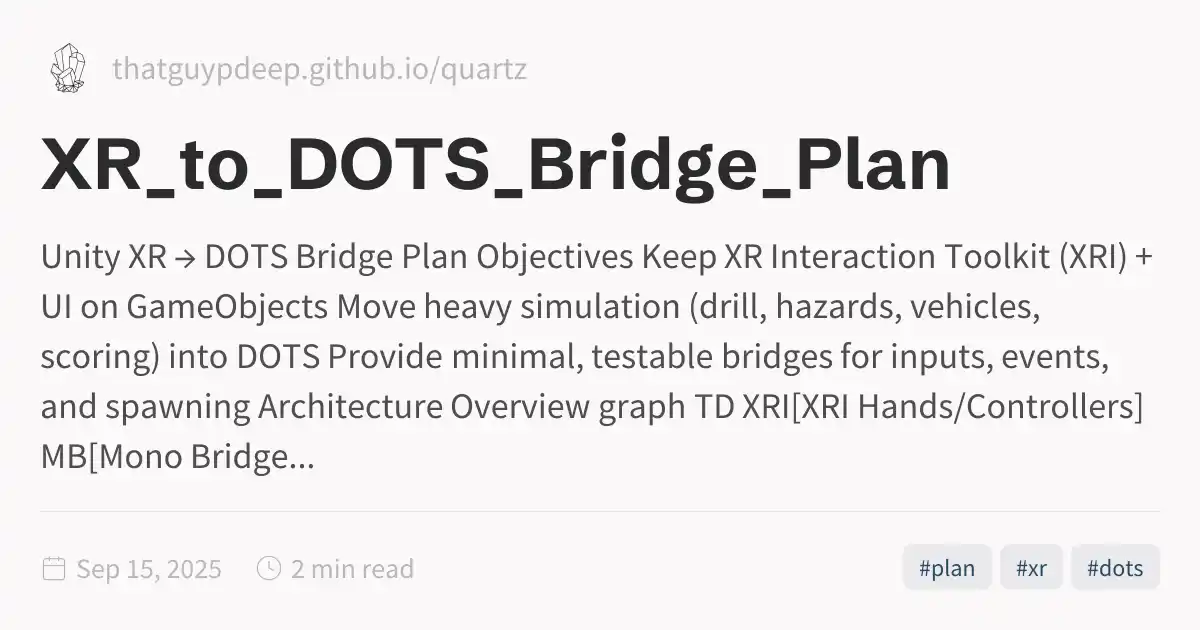 thatguypdeep.github.io/quartz
XR_to_DOTS_Bridge_Plan
Unity XR → DOTS Bridge Plan Objectives Keep XR Interaction Toolkit (XRI) +
UI on GameObjects Move heavy simulation (drill, hazards, vehicles,
scoring) into DOTS Provide minimal, testable bridges for inputs, events,
and spawning Architecture Overview graph TD XRI[XRI Hands/Controllers]
MB[Mono Bridge...
Sep 15, 2025 2 min read #plan #xr #dots